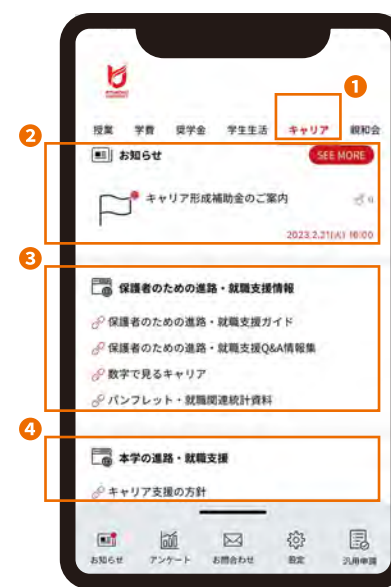 1
授業 学費 奨学金 学生生活 キャリア 親和会
2
お知らせ SEE MORE
キャリア形成補助金のご案内
2023.2.21(火) 16:00
3
保護者のための進路・就職支援情報
保護者のための進路・就職支援ガイド
保護者のための進路・就職支援Q&A情報集
数字で見るキャリア
パンフレット・就職関連統計資料
4
本学の進路・就職支援
キャリア支援の方針
お知らせ アンケート お問合わせ 設定 汎用申請